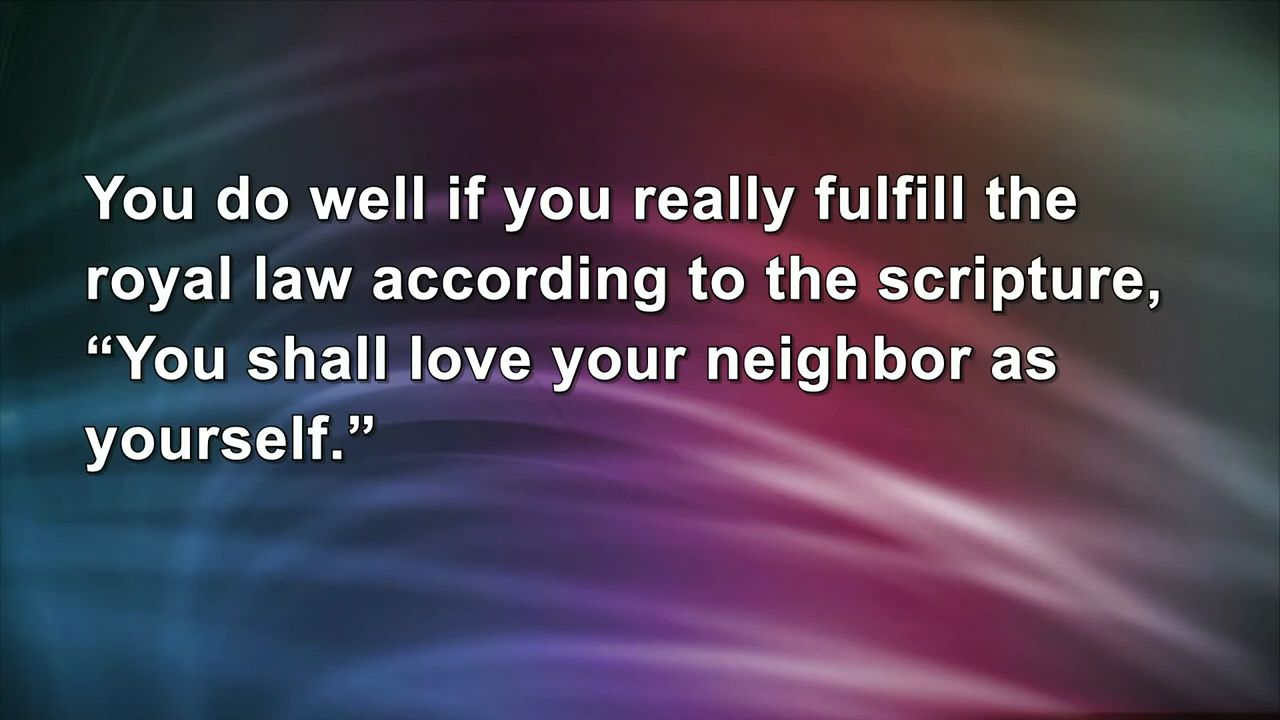 You do well if you really fulfill the
royal law according to the scripture,
“You shall love your neighbor as
yourself.”